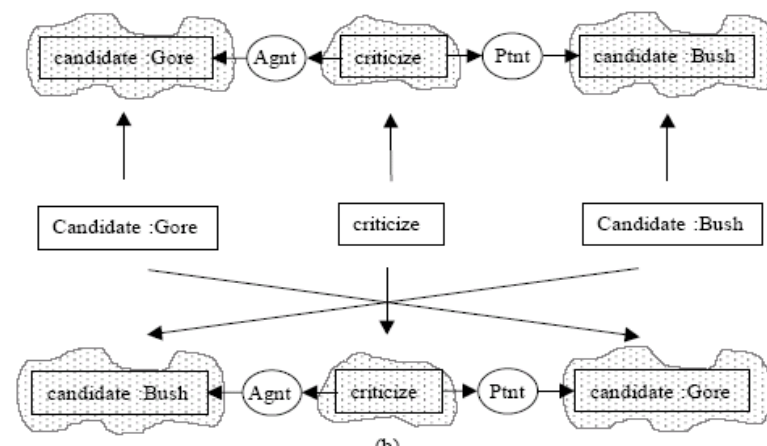 candidate :Gore Agnt criticize Ptnt candidate :Bush
Candidate :Gore criticize Candidate :Bush
candidate :Bush Agnt criticize Ptnt candidate :Gore
(b)